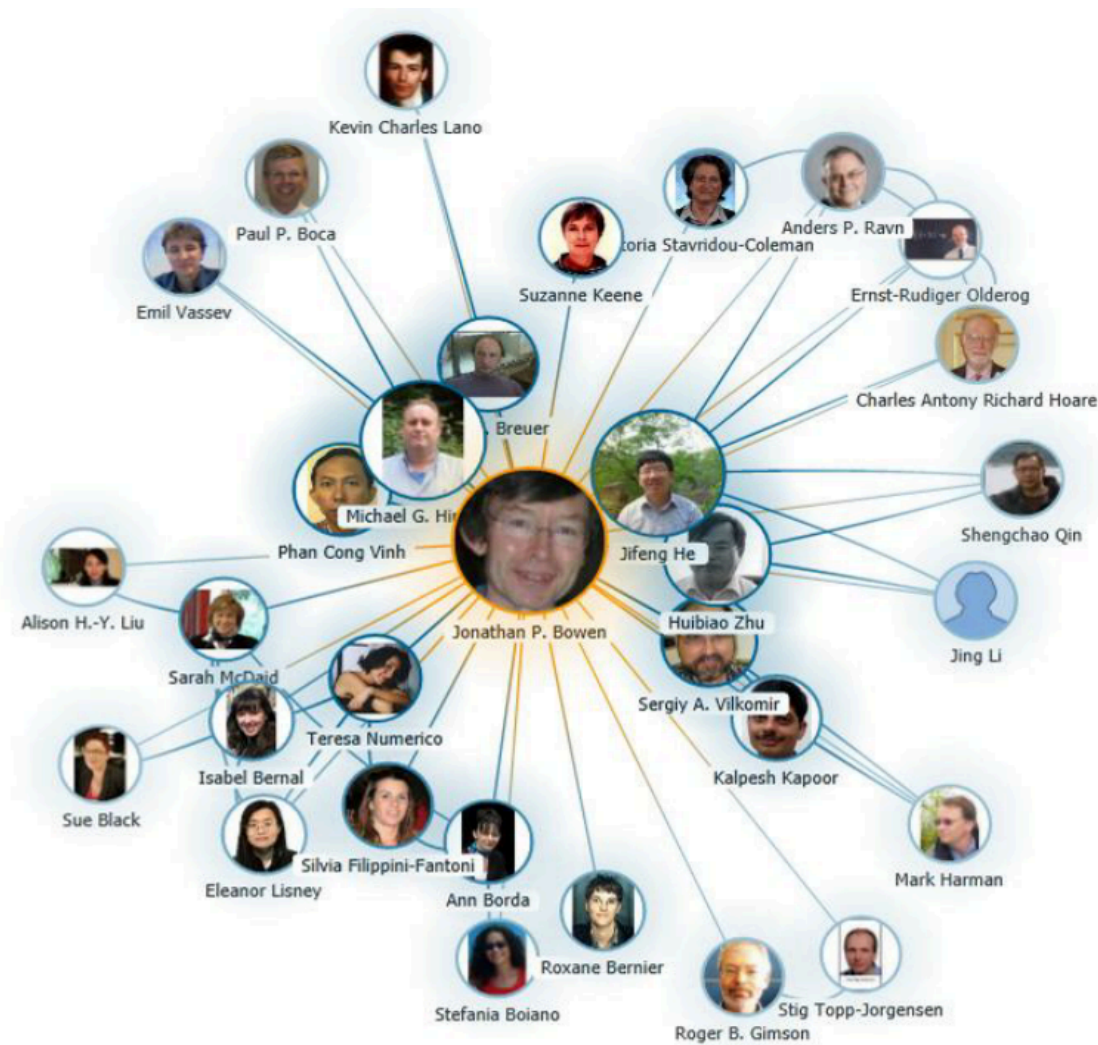 Kevin Charles Lano
Paul P. Boca
Emil Vassev
Suzanne Keene
toria Stavridou-Coleman
Anders P. Ravn
Ernst-Rudiger Olderog
Charles Antony Richard Hoare
Breuer
Michael G. Hin
Phan Cong Vinh
Jifeng He
Shengchao Qin
Alison H.-Y. Liu
Jonathan P. Bowen
Huibiao Zhu
Jing Li
Sarah McDaid
Sergiy A. Vilkomir
Teresa Numerico
Isabel Bernal
Kalpesh Kapoor
Sue Black
Silvia Filippini-Fantoni
Eleanor Lisney
Mark Harman
Ann Borda
Roxane Bernier
Stefania Boiano
Stig Topp-Jorgensen
Roger B. Gimson